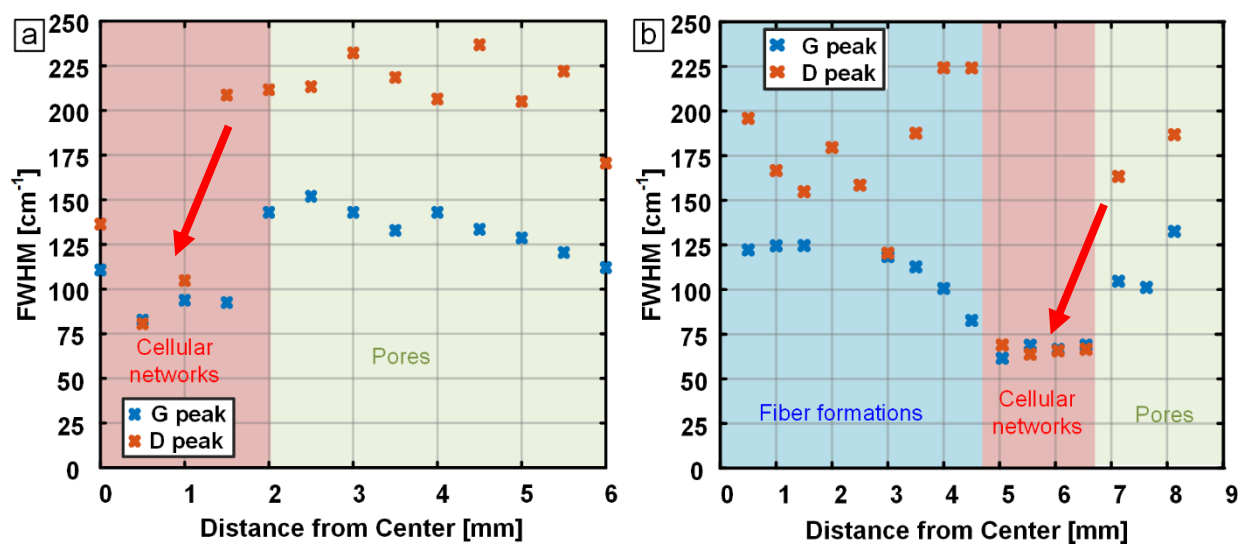 a
FWHM [cm-1]
250
225
200
175
150
125
100
75
50
25
0
Cellular
networks
Pores
G peak
D peak
0 1 2 3 4 5 6
Distance from Center [mm]
b
FWHM [cm-1]
250
225
200
175
150
125
100
75
50
25
0
G peak
D peak
Fiber formations
Cellular
networks
Pores
0 1 2 3 4 5 6 7 8 9
Distance from Center [mm]